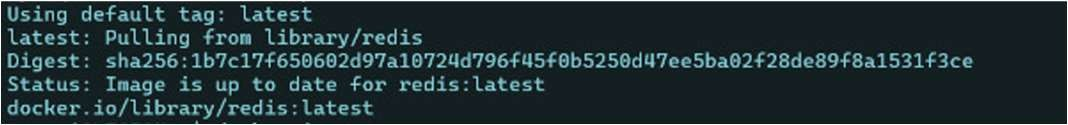 Using default tag: latest
latest: Pulling from library/redis
Digest: sha256:1b7c17f650602d97a10724d796f45f0b5250d47ee5ba02f28de89f8a1531f3ce
Status: Image is up to date for redis:latest
docker.io/library/redis:latest